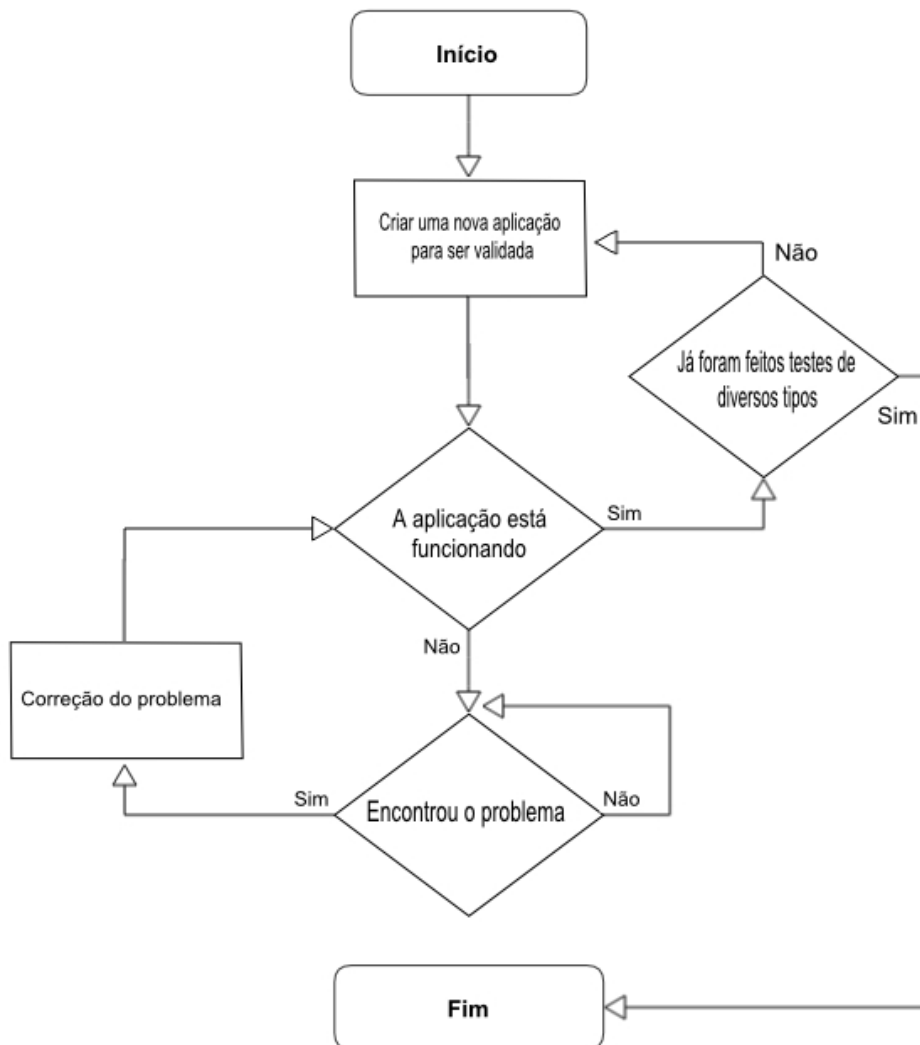 Início
Criar uma nova aplicação
para ser validada
Não
Já foram feitos testes de
diversos tipos
Sim
A aplicação está
funcionando
Sim
Não
Correção do problema
Encontrou o problema
Sim
Não
Fim